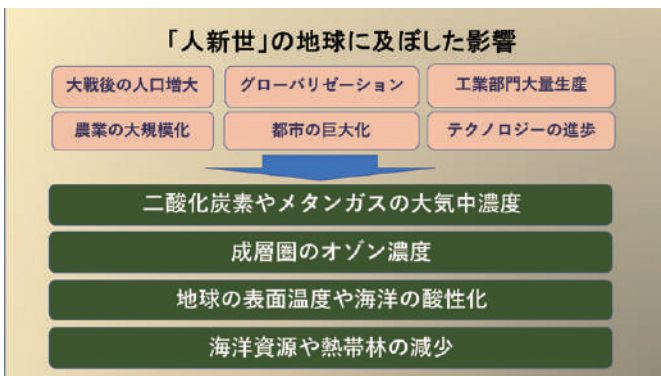 「人新世」の地球に及ぼした影響
大戦後の人口増大
グローバリゼーション
工業部門大量生産
農業の大規模化
都市の巨大化
テクノロジーの進歩
二酸化炭素やメタンガスの大気中濃度
成層圏のオゾン濃度
地球の表面温度や海洋の酸性化
海洋資源や熱帯林の減少